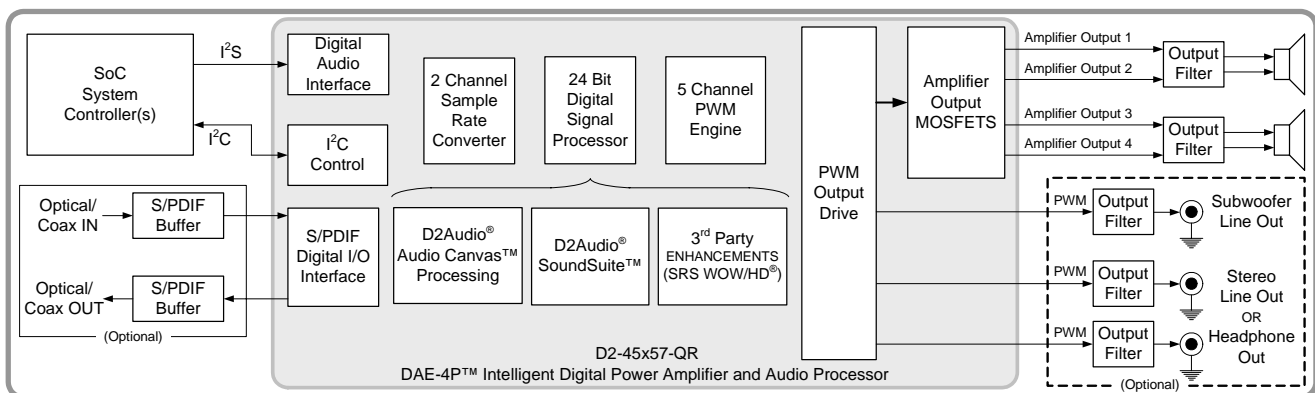 SoC
System
Controller(s)
I²S
I²C
Digital
Audio
Interface
I²C
Control
2 Channel
Sample
Rate
Converter
24 Bit
Digital
Signal
Processor
5 Channel
PWM
Engine
PWM
Output
Drive
Amplifier
Output
MOSFETS
Amplifier Output 1
Amplifier Output 2
Output
Filter
Amplifier Output 3
Amplifier Output 4
Output
Filter
Optical/
Coax IN
S/PDIF
Buffer
Optical/
Coax OUT
S/PDIF
Buffer
(Optional)
S/PDIF
Digital I/O
Interface
D2Audio®
Audio Canvas™
Processing
D2Audio®
SoundSuite™
3rd Party
ENHANCEMENTS
(SRS WOW/HD®)
PWM
Output
Filter
Subwoofer
Line Out
PWM
Output
Filter
Stereo
Line Out
OR
Headphone
Out
PWM
Output
Filter
(Optional)
D2-45x57-QR
DAE-4P™ Intelligent Digital Power Amplifier and Audio Processor